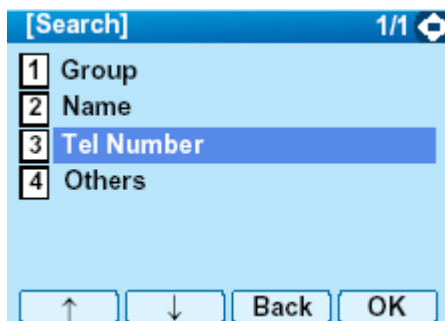 [Search] 1/1
1 Group
2 Name
3 Tel Number
4 Others
↑ ↓ Back OK